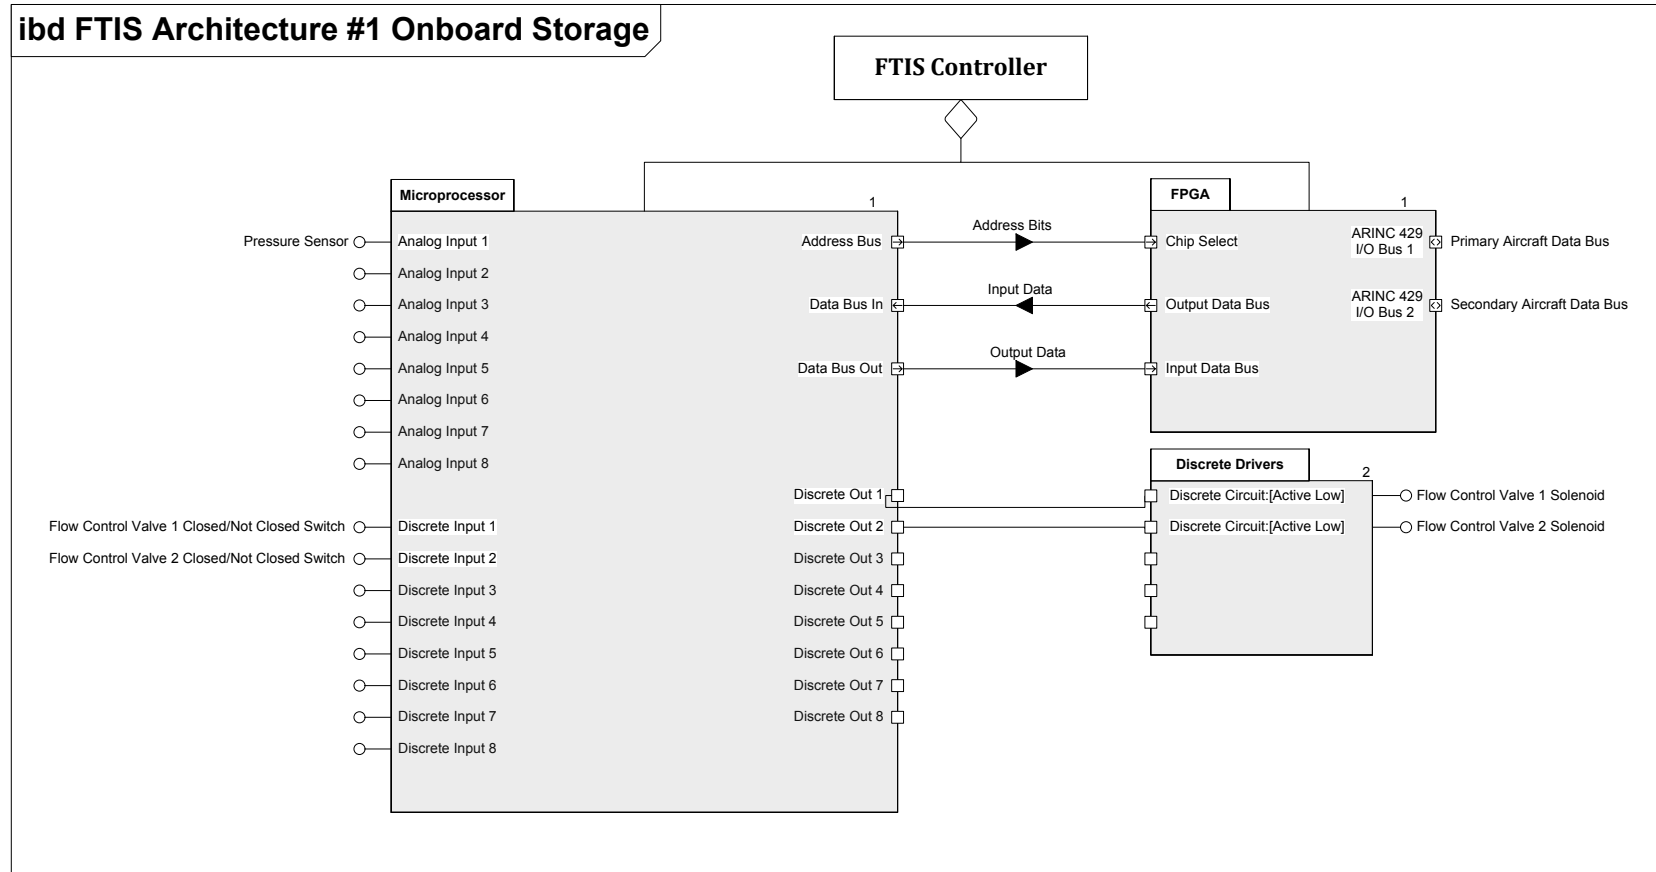 ibd FTIS Architecture #1 Onboard Storage
FTIS Controller
Microprocessor
1
Pressure Sensor
Analog Input 1
Analog Input 2
Analog Input 3
Analog Input 4
Analog Input 5
Analog Input 6
Analog Input 7
Analog Input 8
Flow Control Valve 1 Closed/Not Closed Switch
Discrete Input 1
Flow Control Valve 2 Closed/Not Closed Switch
Discrete Input 2
Discrete Input 3
Discrete Input 4
Discrete Input 5
Discrete Input 6
Discrete Input 7
Discrete Input 8
Address Bus
Data Bus In
Data Bus Out
Discrete Out 1
Discrete Out 2
Discrete Out 3
Discrete Out 4
Discrete Out 5
Discrete Out 6
Discrete Out 7
Discrete Out 8
Address Bits
Input Data
Output Data
FPGA
1
Chip Select
Output Data Bus
Input Data Bus
ARINC 429
I/O Bus 1
Primary Aircraft Data Bus
ARINC 429
I/O Bus 2
Secondary Aircraft Data Bus
Discrete Drivers
2
Discrete Circuit:[Active Low]
Flow Control Valve 1 Solenoid
Discrete Circuit:[Active Low]
Flow Control Valve 2 Solenoid